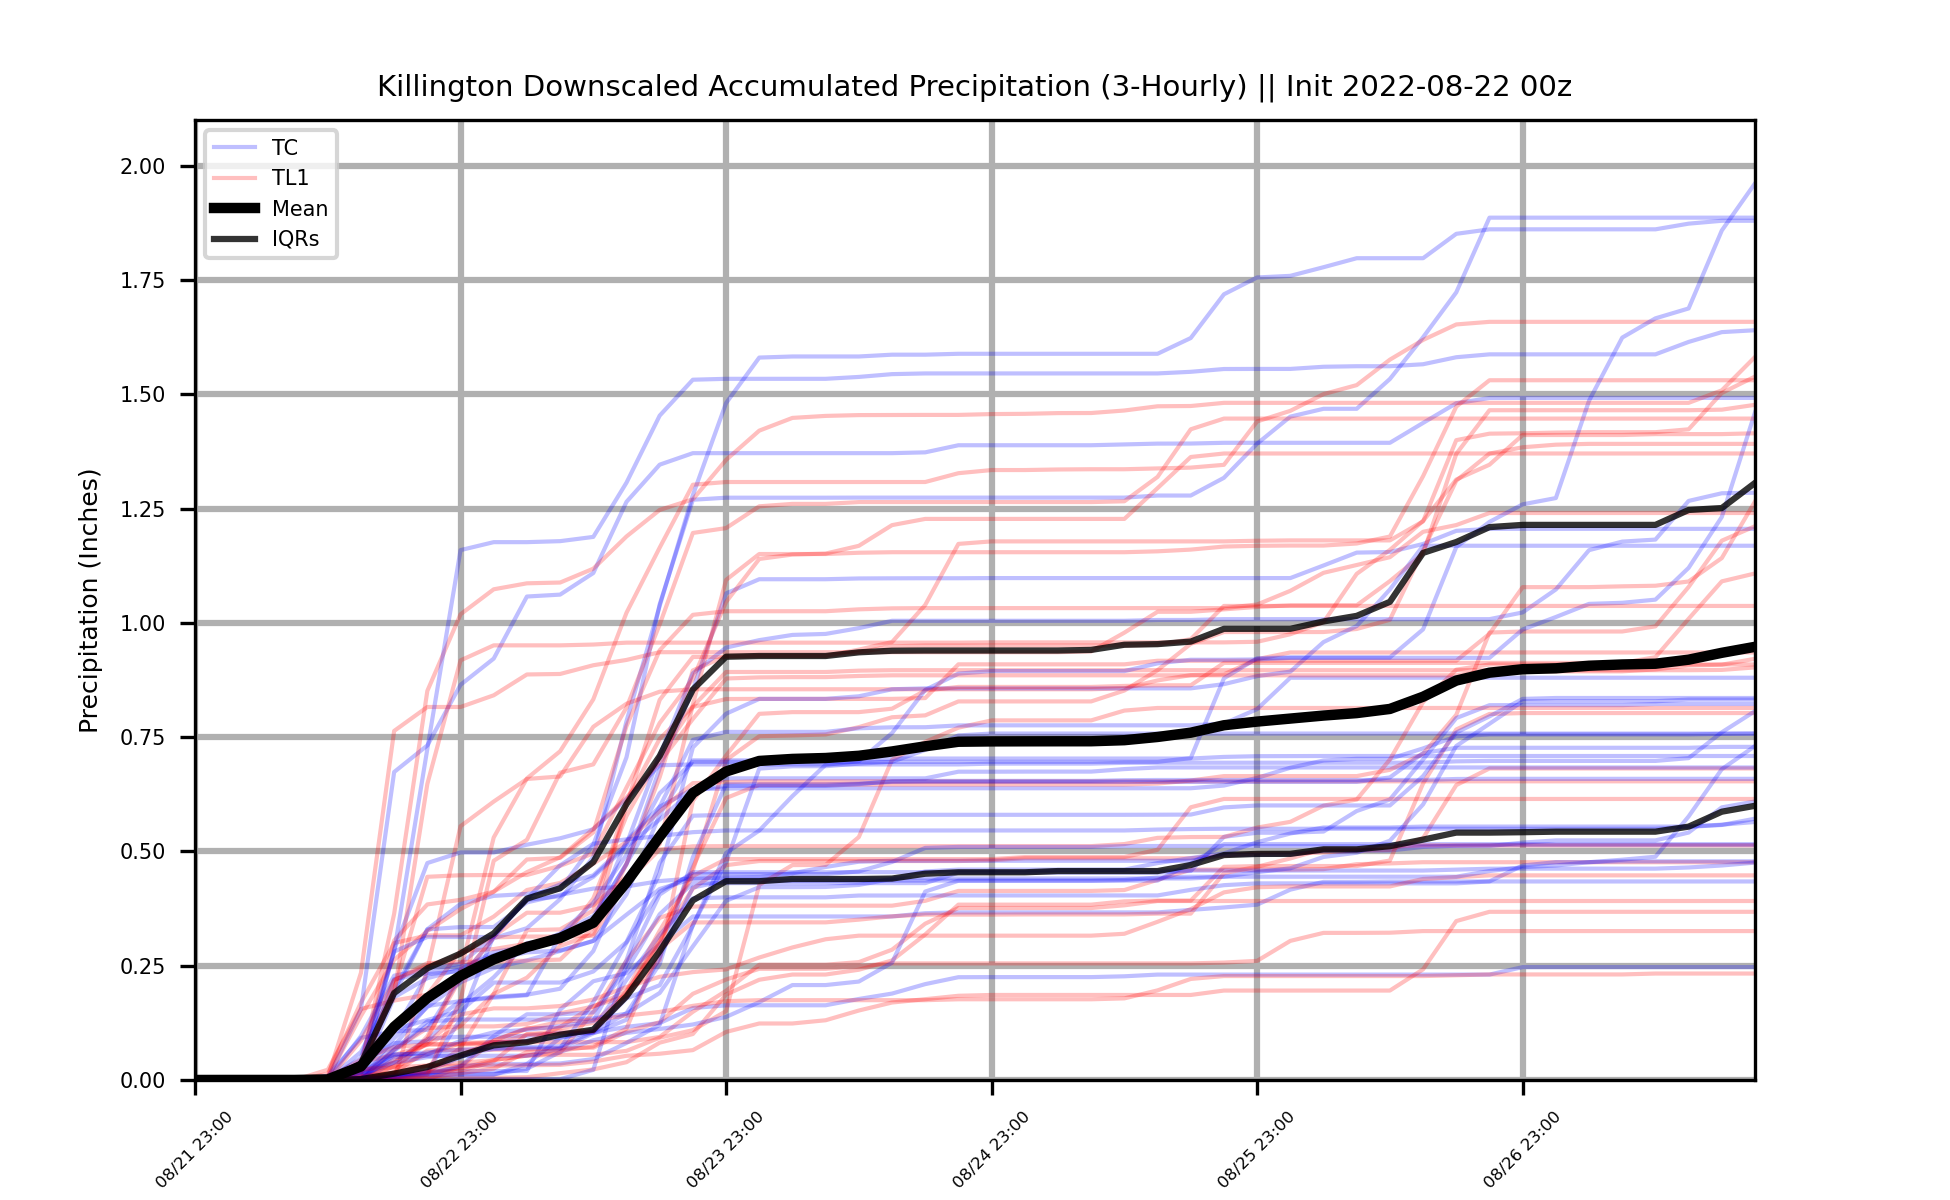 Killington Downscaled Accumulated Precipitation (3-Hourly) || Init 2022-08-22 00z
TC
TL1
Mean
IQRs
Precipitation (Inches)
2.00
1.75
1.50
1.25
1.00
0.75
0.50
0.25
0.00
08/21 23:00
08/22 23:00
08/23 23:00
08/24 23:00
08/25 23:00
08/26 23:00